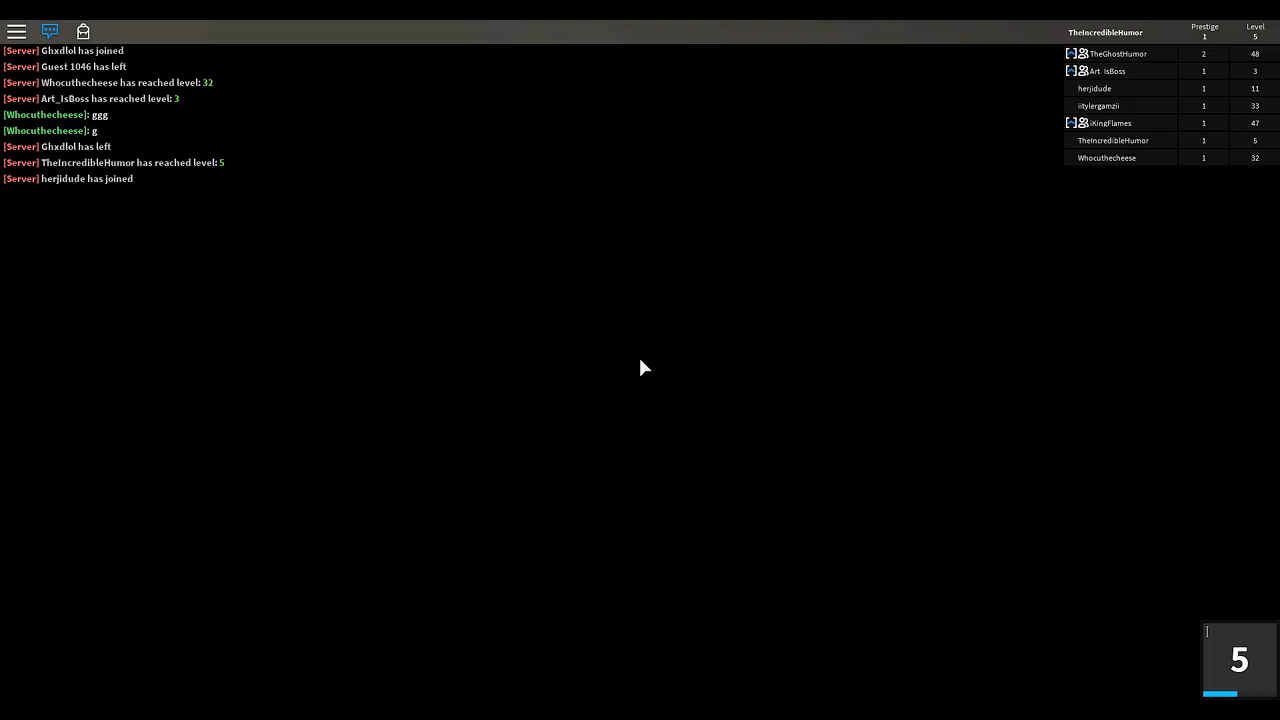 [Server] Ghxdlol has joined
[Server] Guest 1046 has left
[Server] Whocuthecheese has reached level: 32
[Server] Art_IsBoss has reached level: 3
[Whocuthecheese]: ggg
[Whocuthecheese]: g
[Server] Ghxdlol has left
[Server] TheIncredibleHumor has reached level: 5
[Server] herjidude has joined
TheIncredibleHumor Prestige 1 Level 5
TheGhostHumor 2 48
Art_IsBoss 1 3
herjidude 1 11
iitylergamzii 1 33
iKingFlames 1 47
TheIncredibleHumor 1 5
Whocuthecheese 1 32
I
5